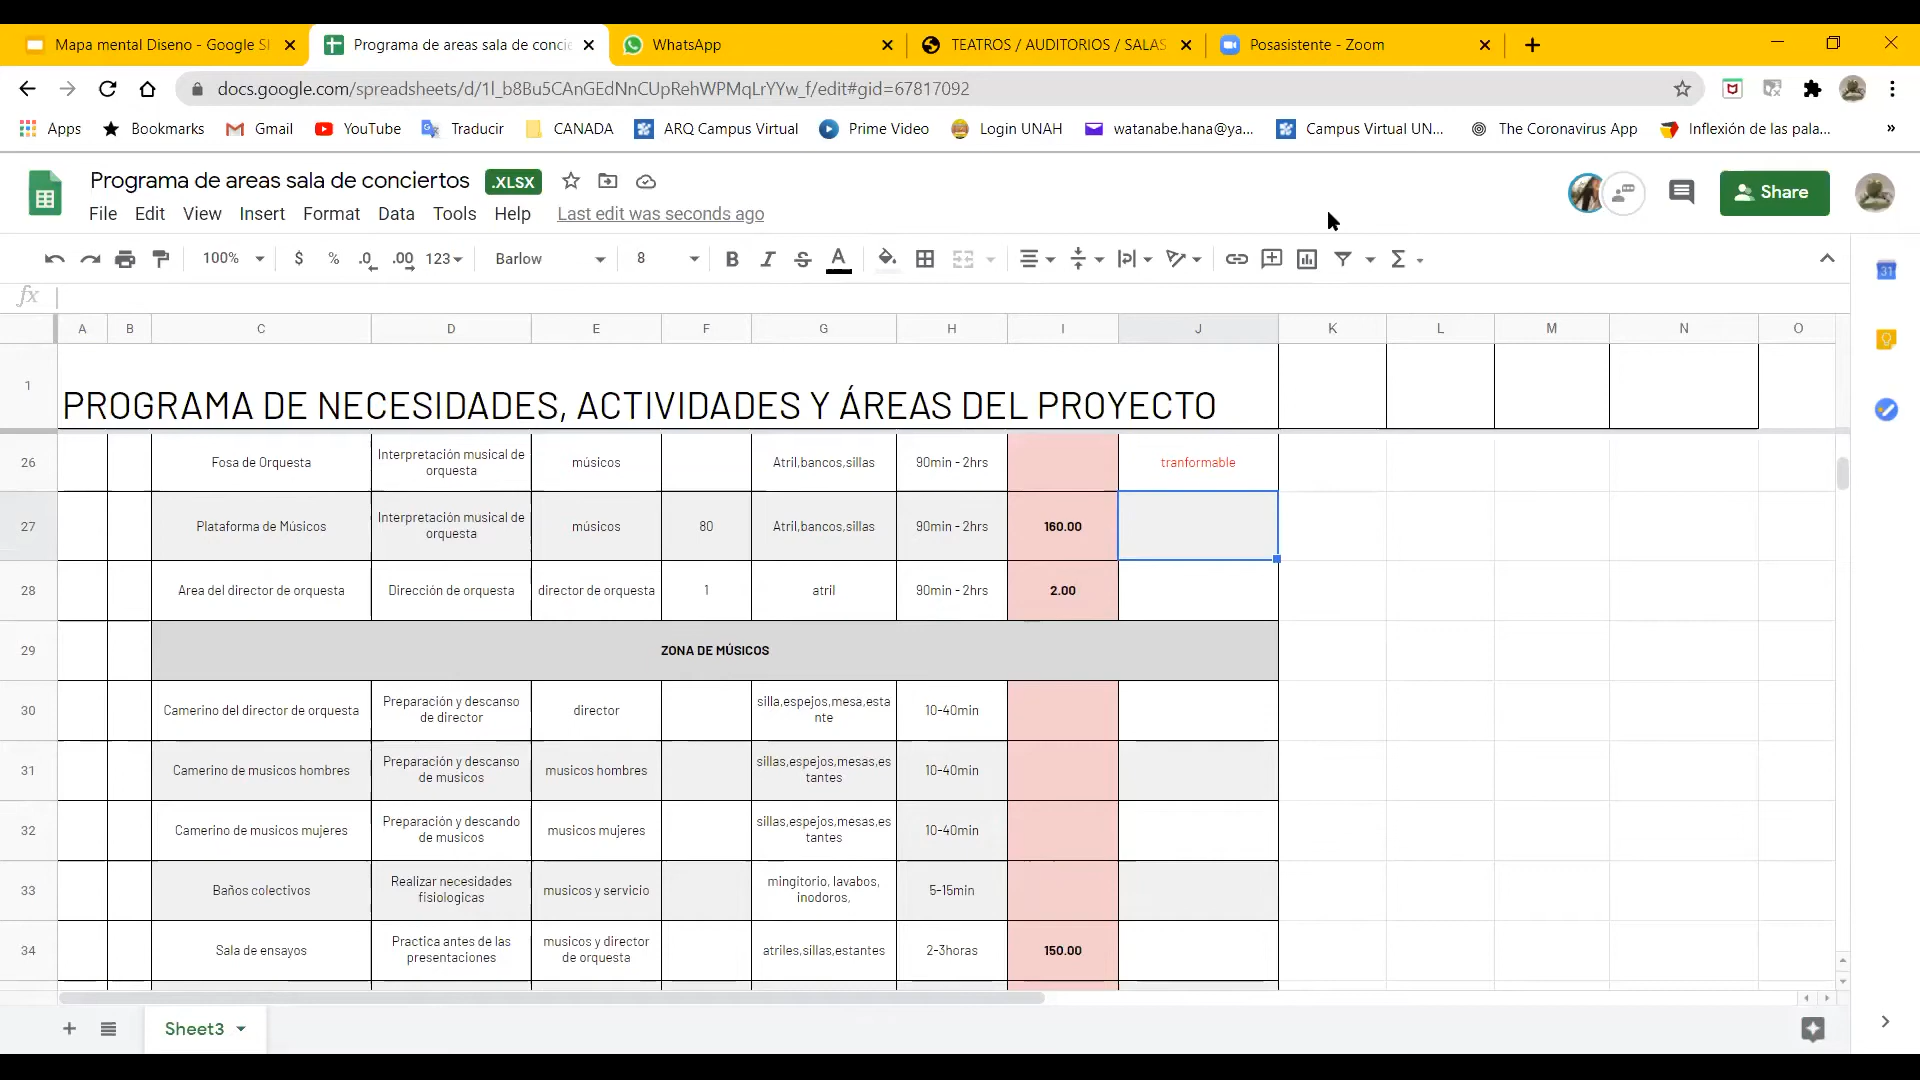 Mapa mental Diseno - Google Sl
Programa de areas sala de concie
WhatsApp
TEATROS / AUDITORIOS / SALAS
Posasistente - Zoom
docs.google.com/spreadsheets/d/1l_b8Bu5CAnGEdNnCUpRehWPMqLrYYw_f/edit#gid=67817092
Apps
Bookmarks
Gmail
YouTube
Traducir
CANADA
ARQ Campus Virtual
Prime Video
Login UNAH
watanabe.hana@ya...
Campus Virtual UN...
The Coronavirus App
Inflexión de las pala...
»
Programa de areas sala de conciertos
.XLSX
Share
File Edit View Insert Format Data Tools Help
Last edit was seconds ago
100% $ % .0 .00 123 Barlow 8 B I S A
31
fx
A B C D E F G H I J K L M N O
1
PROGRAMA DE NECESIDADES, ACTIVIDADES Y ÁREAS DEL PROYECTO
26
Fosa de Orquesta
Interpretación musical de
orquesta
músicos
Atril,bancos,sillas
90min - 2hrs
tranformable
27
Plataforma de Músicos
Interpretación musical de
orquesta
músicos
80
Atril,bancos,sillas
90min - 2hrs
160.00
28
Area del director de orquesta
Dirección de orquesta
director de orquesta
1
atril
90min - 2hrs
2.00
29
ZONA DE MÚSICOS
30
Camerino del director de orquesta
Preparación y descanso
de director
director
silla,espejos,mesa,esta
nte
10-40min
31
Camerino de musicos hombres
Preparación y descanso
de musicos
musicos hombres
sillas,espejos,mesas,es
tantes
10-40min
32
Camerino de musicos mujeres
Preparación y descando
de musicos
musicos mujeres
sillas,espejos,mesas,es
tantes
10-40min
33
Baños colectivos
Realizar necesidades
fisiologicas
musicos y servicio
mingitorio, lavabos,
inodoros,
5-15min
34
Sala de ensayos
Practica antes de las
presentaciones
musicos y director
de orquesta
atriles,sillas,estantes
2-3horas
150.00
Sheet3